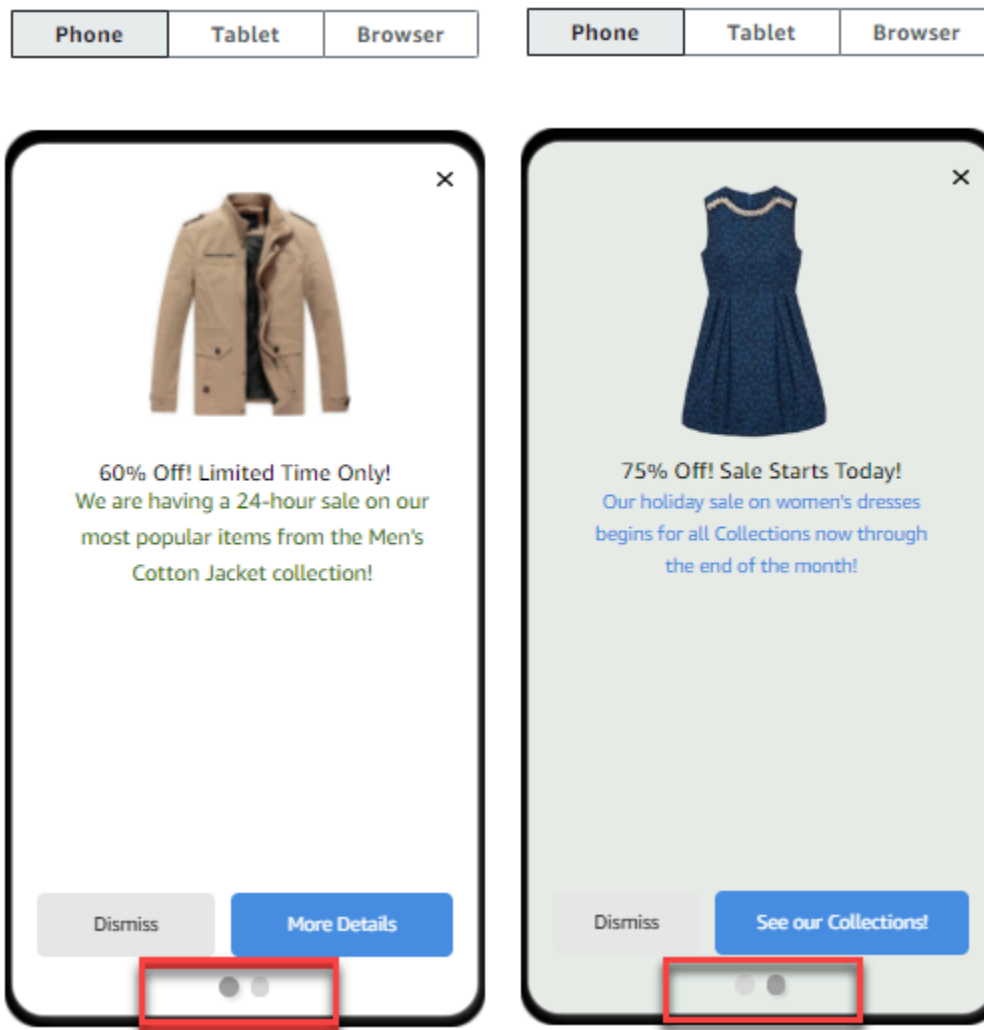 Phone Tablet Browser
60% Off! Limited Time Only!
We are having a 24-hour sale on our
most popular items from the Men's
Cotton Jacket collection!
Dismiss More Details
Phone Tablet Browser
75% Off! Sale Starts Today!
Our holiday sale on women's dresses
begins for all Collections now through
the end of the month!
Dismiss See our Collections!